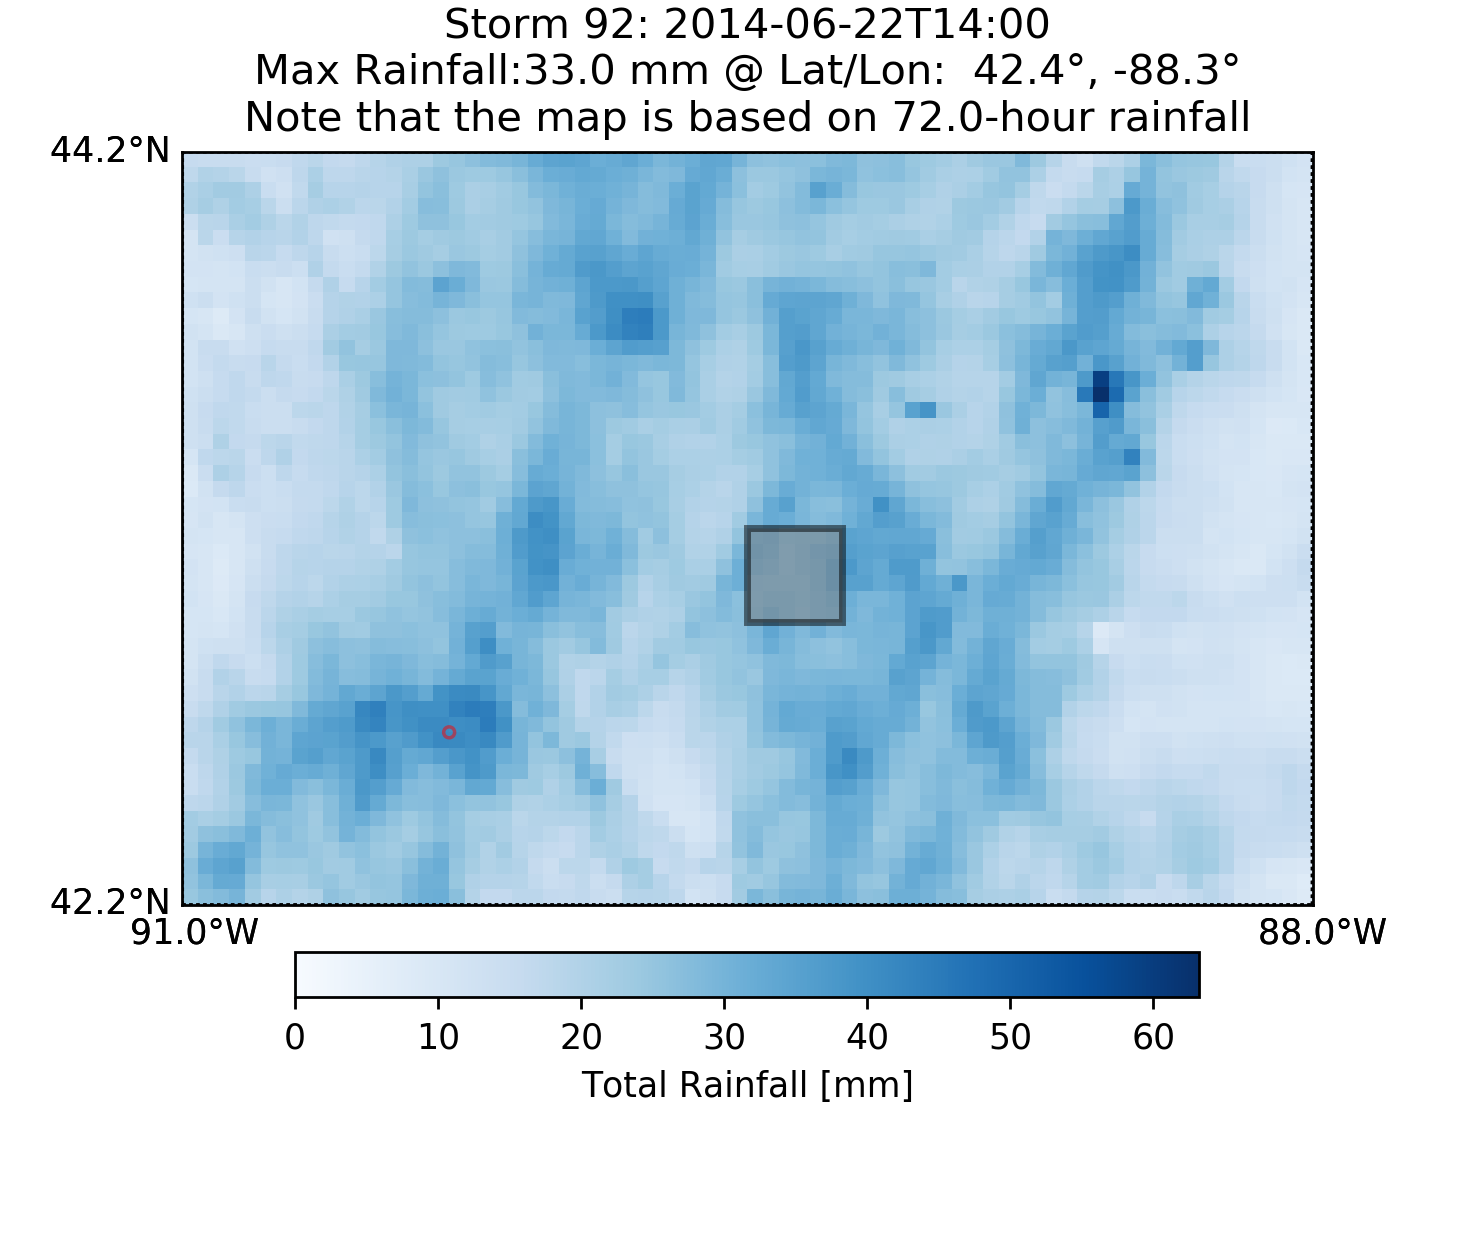 Storm 92: 2014-06-22T14:00
Max Rainfall:33.0 mm @ Lat/Lon:  42.4°, -88.3°
Note that the map is based on 72.0-hour rainfall
44.2°N
42.2°N
91.0°W 88.0°W
0 10 20 30 40 50 60
Total Rainfall [mm]